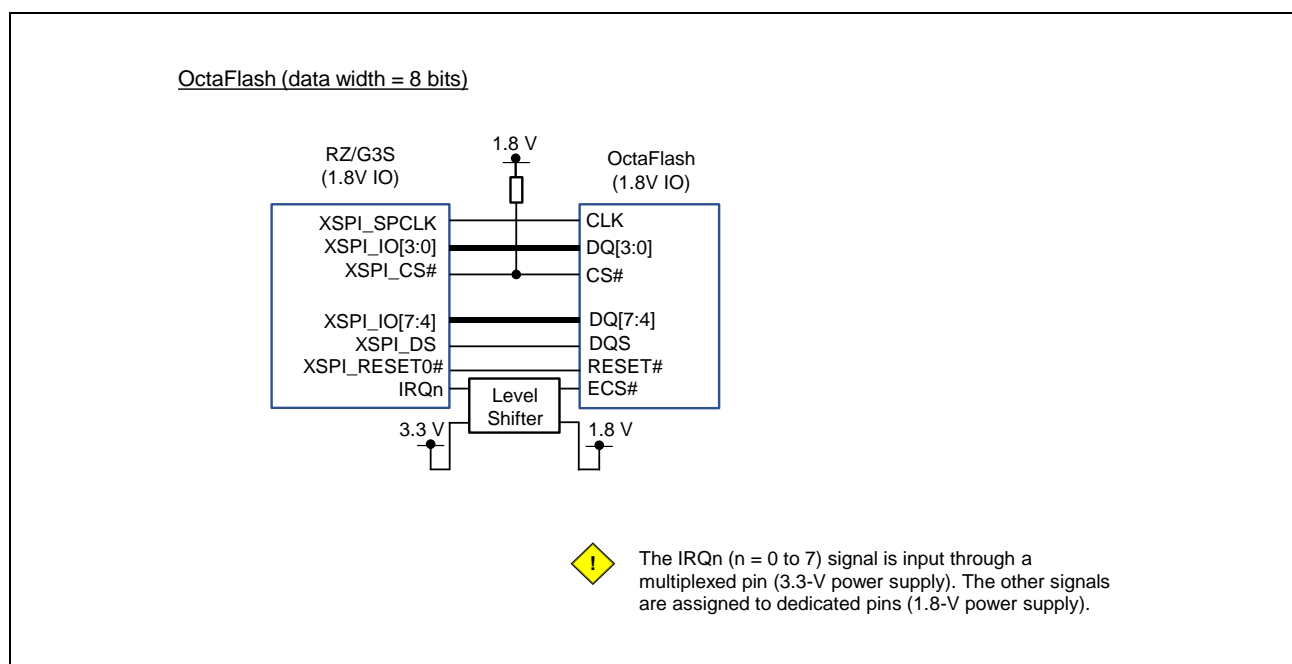 OctaFlash (data width = 8 bits)
1.8 V
RZ/G3S
(1.8V IO)
OctaFlash
(1.8V IO)
XSPI_SPCLK
CLK
XSPI_IO[3:0]
DQ[3:0]
XSPI_CS#
CS#
XSPI_IO[7:4]
DQ[7:4]
XSPI_DS
DQS
XSPI_RESET0#
RESET#
IRQn
ECS#
Level
Shifter
3.3 V
1.8 V
!
The IRQn (n = 0 to 7) signal is input through a
multiplexed pin (3.3-V power supply). The other signals
are assigned to dedicated pins (1.8-V power supply).